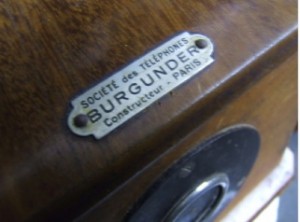 SOCIÉTÉ des TÉLÉPHONES
BURGUNDER
Constructeur - PARIS